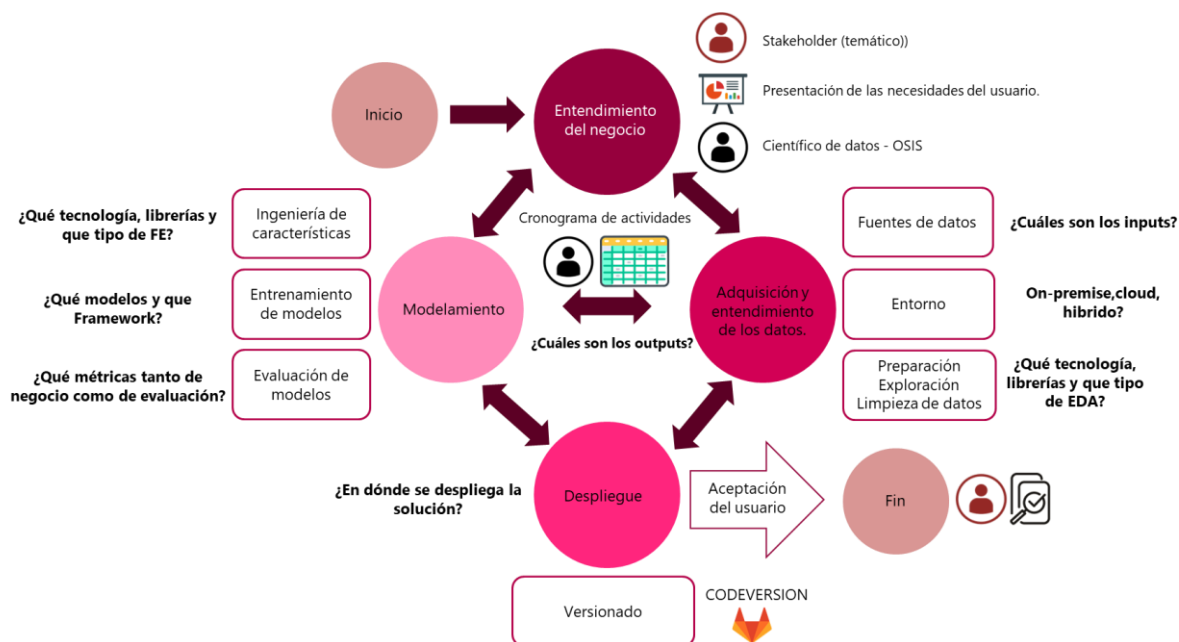 Stakeholder (temático))
Presentación de las necesidades del usuario.
Científico de datos - OSIS
Inicio
Entendimiento
del negocio
¿Qué tecnología, librerías y
que tipo de FE?
Ingeniería de
características
Cronograma de actividades
Fuentes de datos
¿Cuáles son los inputs?
¿Qué modelos y que
Framework?
Entrenamiento
de modelos
Modelamiento
Adquisición y
entendimiento
de los datos.
Entorno
On-premise,cloud,
hibrido?
¿Cuáles son los outputs?
¿Qué métricas tanto de
negocio como de evaluación?
Evaluación de
modelos
Preparación
Exploración
Limpieza de datos
¿Qué tecnología,
librerías y que tipo
de EDA?
¿En dónde se despliega la
solución?
Despliegue
Aceptación
del usuario
Fin
Versionado
CODEVERSION